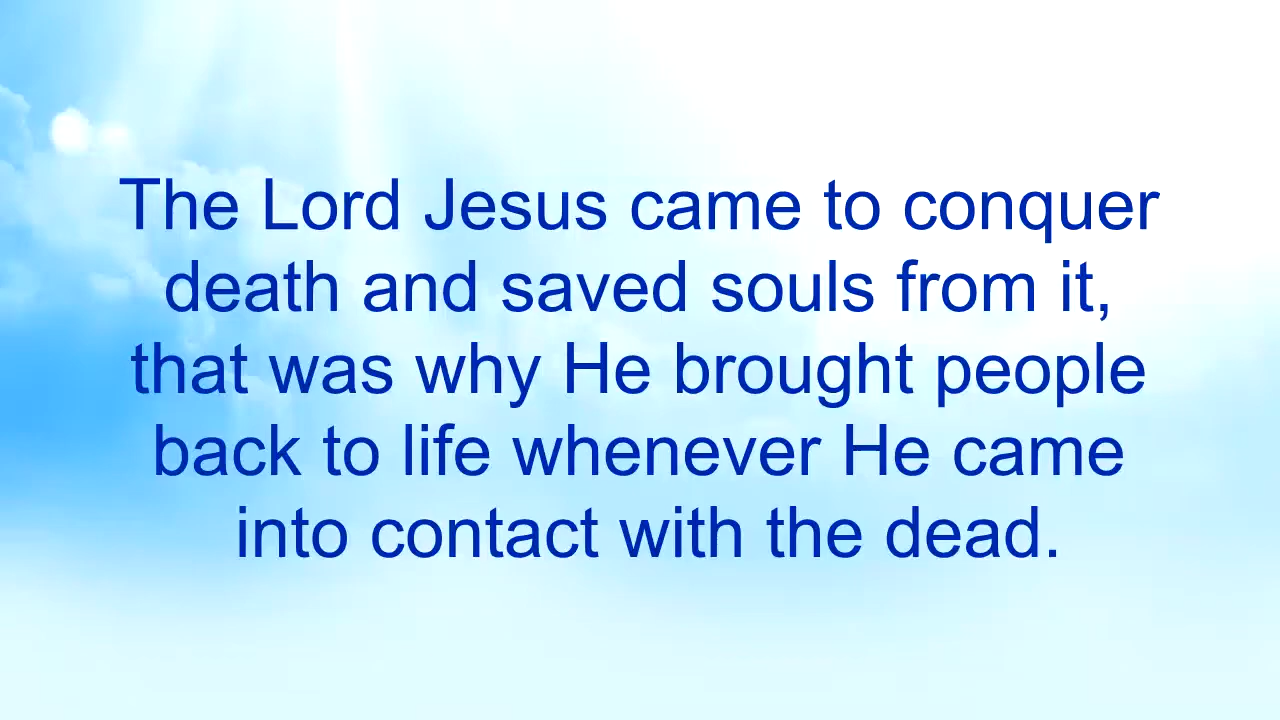 The Lord Jesus came to conquer
death and saved souls from it,
that was why He brought people
back to life whenever He came
into contact with the dead.